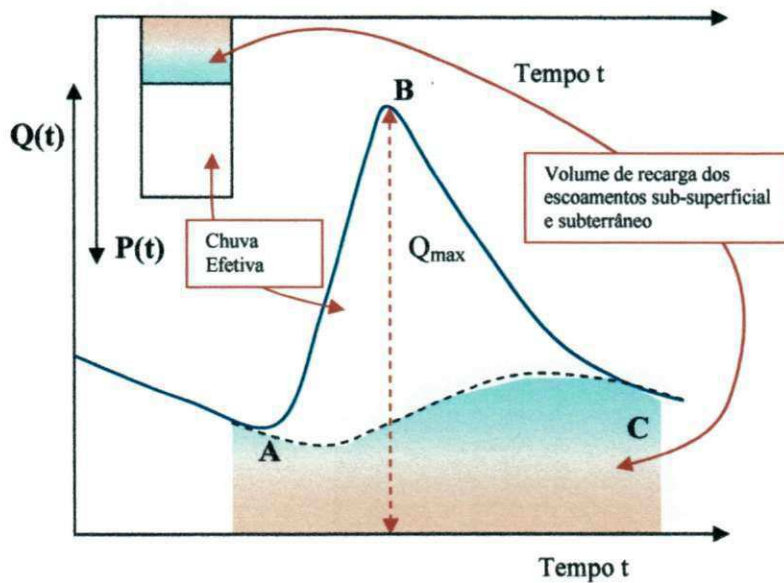 Tempo t
Q(t)
B
Volume de recarga dos
escoamentos sub-superficial
e subterrâneo
P(t)
Chuva
Efetiva
Qmax
A
C
Tempo t